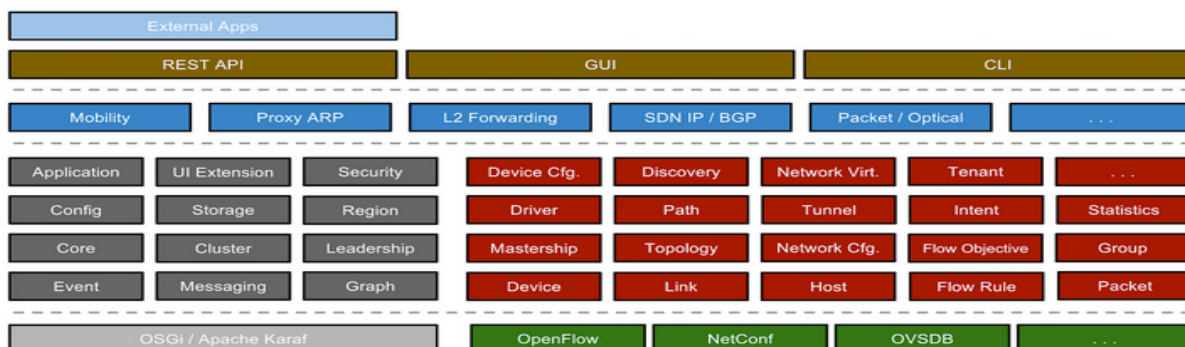 External Apps
REST API GUI CLI
Mobility Proxy ARP L2 Forwarding SDN IP / BGP Packet / Optical . . .
Application UI Extension Security Device Cfg. Discovery Network Virt. Tenant . . .
Config Storage Region Driver Path Tunnel Intent Statistics
Core Cluster Leadership Mastership Topology Network Cfg. Flow Objective Group
Event Messaging Graph Device Link Host Flow Rule Packet
OSGi / Apache Karaf OpenFlow NetConf OVSDB . . .